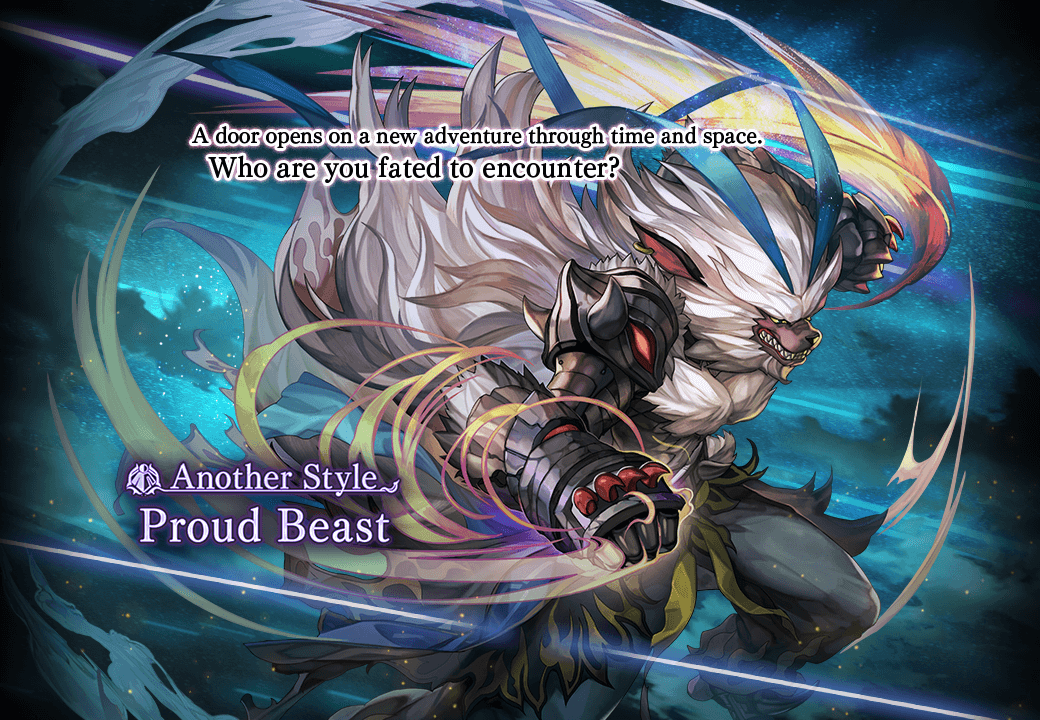 A door opens on a new adventure through time and space.
Who are you fated to encounter?
Another Style
Proud Beast